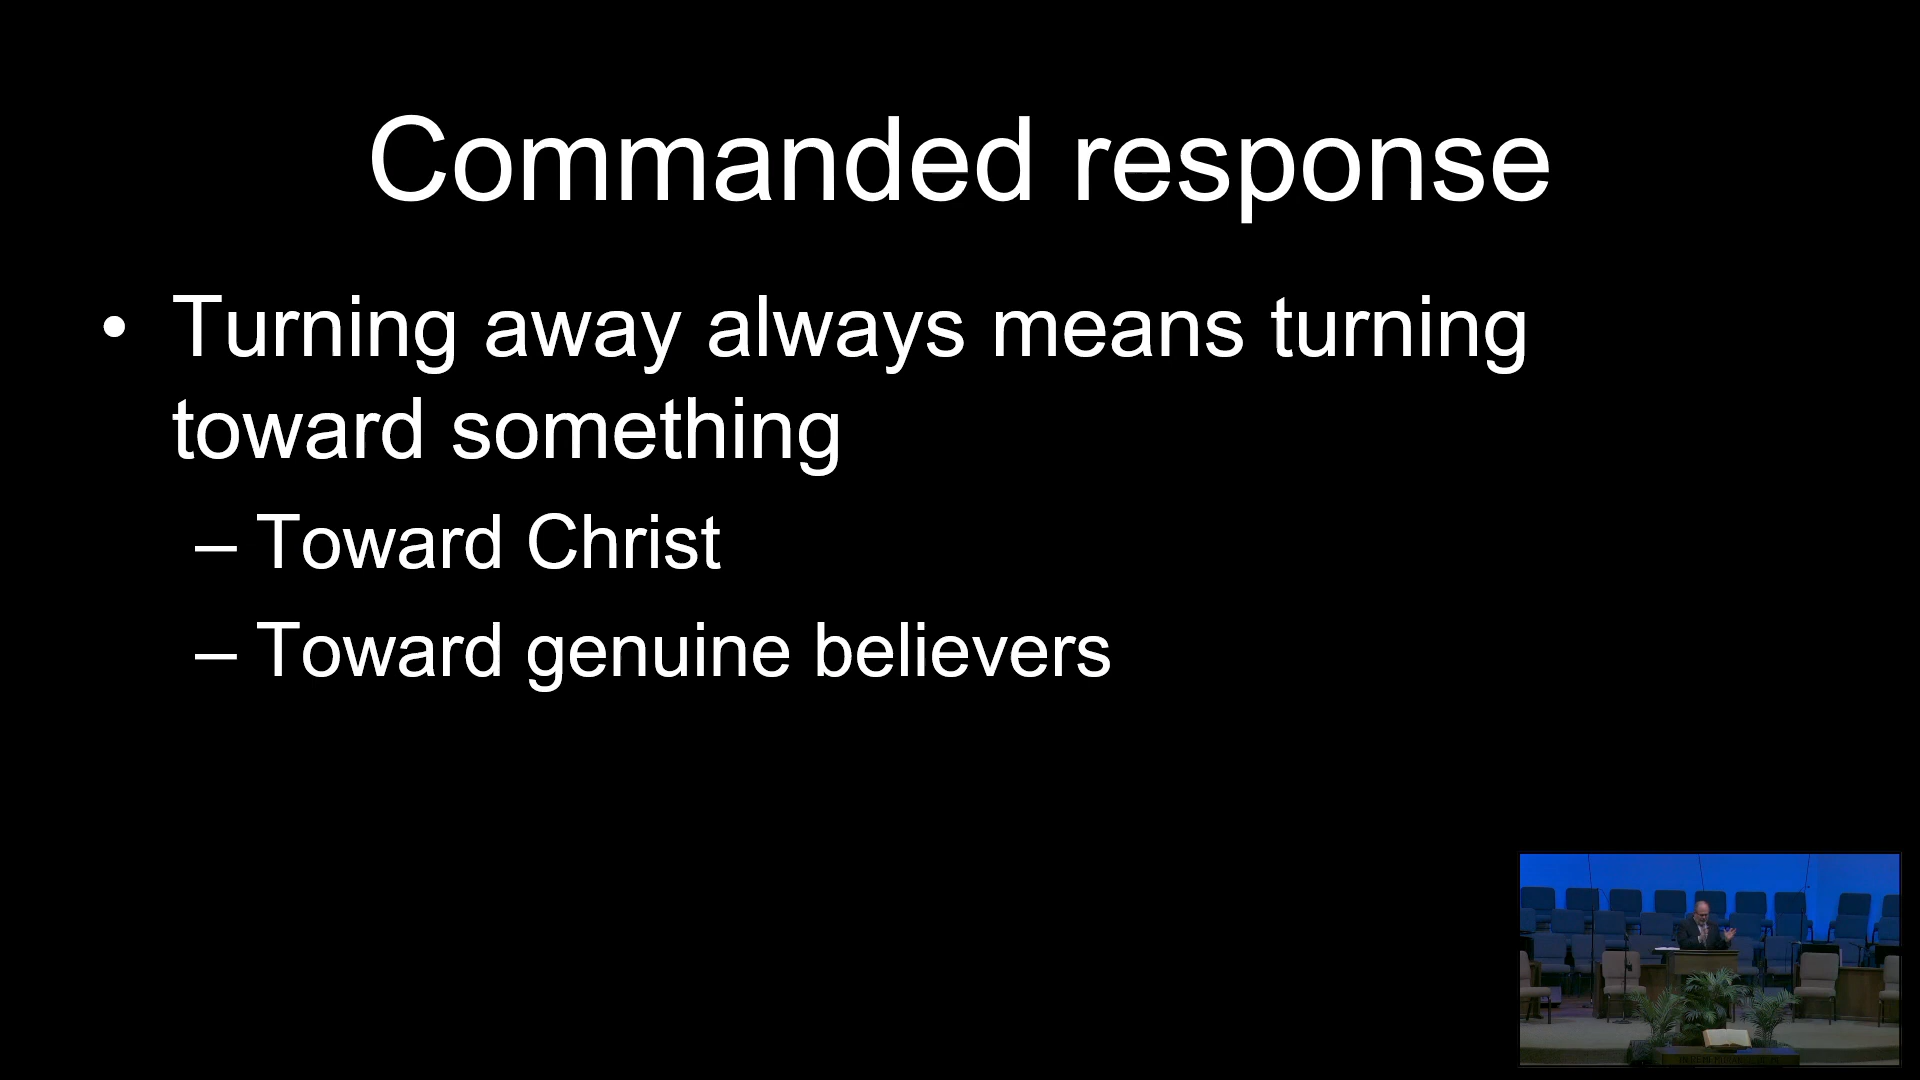 Commanded response
• Turning away always means turning
toward something
– Toward Christ
– Toward genuine believers